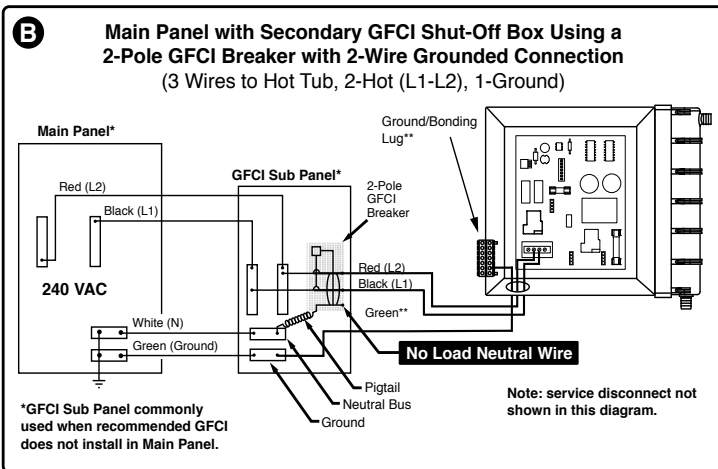 B
Main Panel with Secondary GFCI Shut-Off Box Using a
2-Pole GFCI Breaker with 2-Wire Grounded Connection
(3 Wires to Hot Tub, 2-Hot (L1-L2), 1-Ground)
Main Panel*
Ground/Bonding
Lug**
GFCI Sub Panel*
2-Pole
GFCI
Breaker
Red (L2)
Black (L1)
240 VAC
Red (L2)
Black (L1)
Green**
White (N)
Green (Ground)
No Load Neutral Wire
Pigtail
Neutral Bus
Ground
*GFCI Sub Panel commonly
used when recommended GFCI
does not install in Main Panel.
Note: service disconnect not
shown in this diagram.